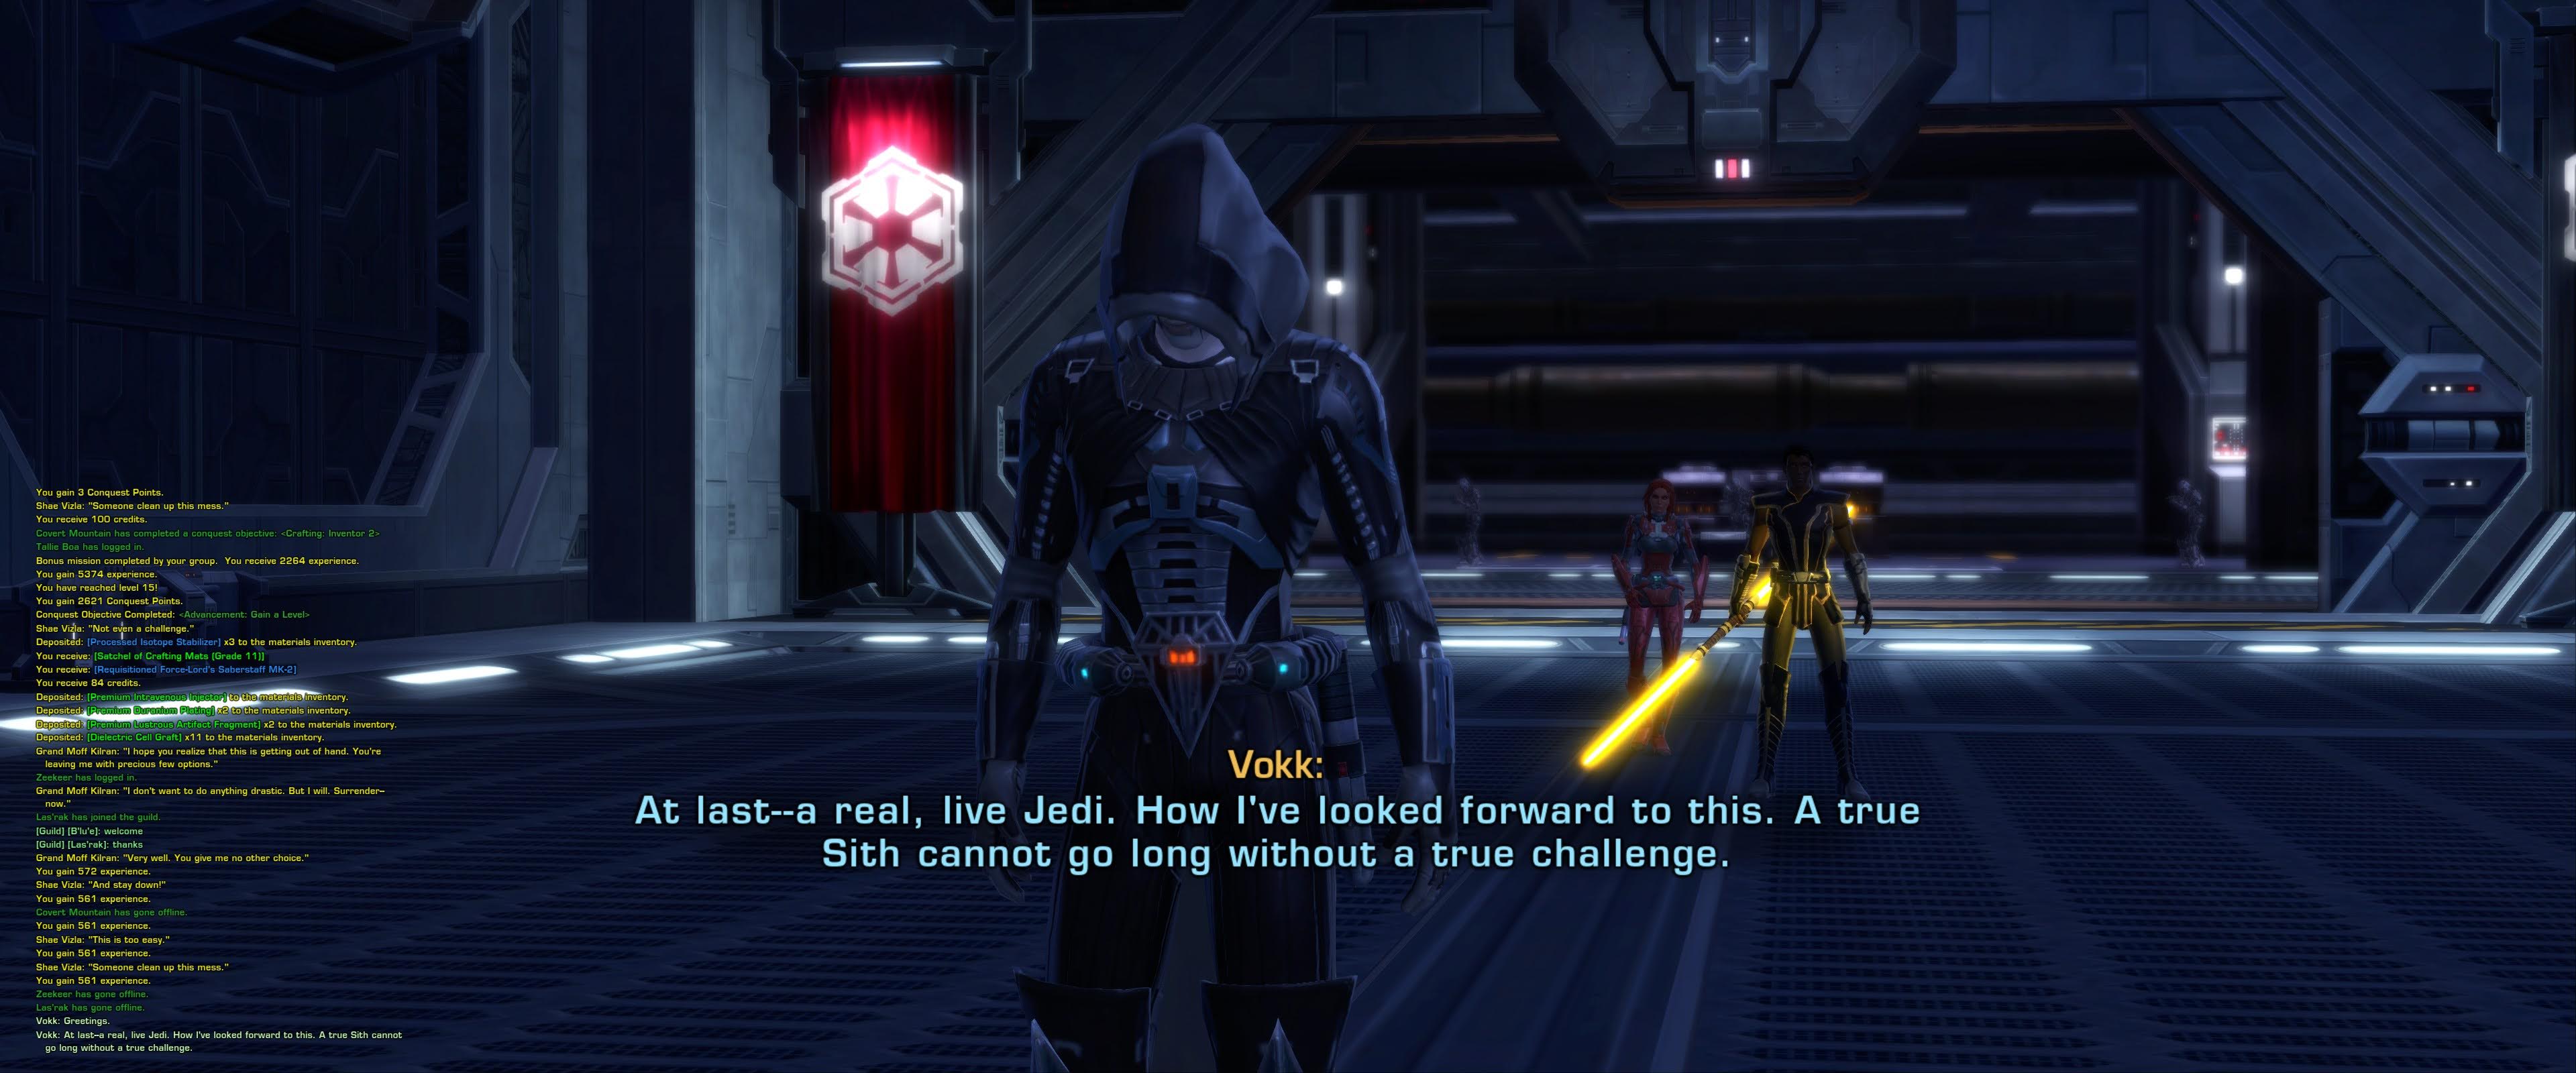 You gain 3 Conquest Points.
Shae Vizla: "Someone clean up this mess."
You receive 100 credits.
Covert Mountain has completed a conquest objective: <Crafting: Inventor 2>
Tallie Boa has logged in.
Bonus mission completed by your group.  You receive 2264 experience.
You gain 5374 experience.
You have reached level 15!
You gain 2621 Conquest Points.
Conquest Objective Completed: <Advancement: Gain a Level>
Shae Vizla: "Not even a challenge."
Deposited: [Processed Isotope Stabilizer] x3 to the materials inventory.
You receive: [Satchel of Crafting Mats (Grade 11)]
You receive: [Requisitioned Force-Lord's Saberstaff MK-2]
You receive 84 credits.
Deposited: [Premium Intravenous Injector] to the materials inventory.
Deposited: [Premium Duranium Plating] x2 to the materials inventory.
Deposited: [Premium Lustrous Artifact Fragment] x2 to the materials inventory.
Deposited: [Dielectric Cell Graft] x11 to the materials inventory.
Grand Moff Kilran: "I hope you realize that this is getting out of hand. You're
leaving me with precious few options."
Zeekeer has logged in.
Grand Moff Kilran: "I don't want to do anything drastic. But I will. Surrender--
now."
Las'rak has joined the guild.
[Guild] [B'lu'e]: welcome
[Guild] [Las'rak]: thanks
Grand Moff Kilran: "Very well. You give me no other choice."
You gain 572 experience.
Shae Vizla: "And stay down!"
You gain 561 experience.
Covert Mountain has gone offline.
You gain 561 experience.
Shae Vizla: "This is too easy."
You gain 561 experience.
Shae Vizla: "Someone clean up this mess."
You gain 561 experience.
Zeekeer has gone offline.
Las'rak has gone offline.
Vokk: Greetings.
Vokk: At last--a real, live Jedi. How I've looked forward to this. A true Sith cannot
go long without a true challenge.
Vokk:
At last--a real, live Jedi. How I've looked forward to this. A true
Sith cannot go long without a true challenge.